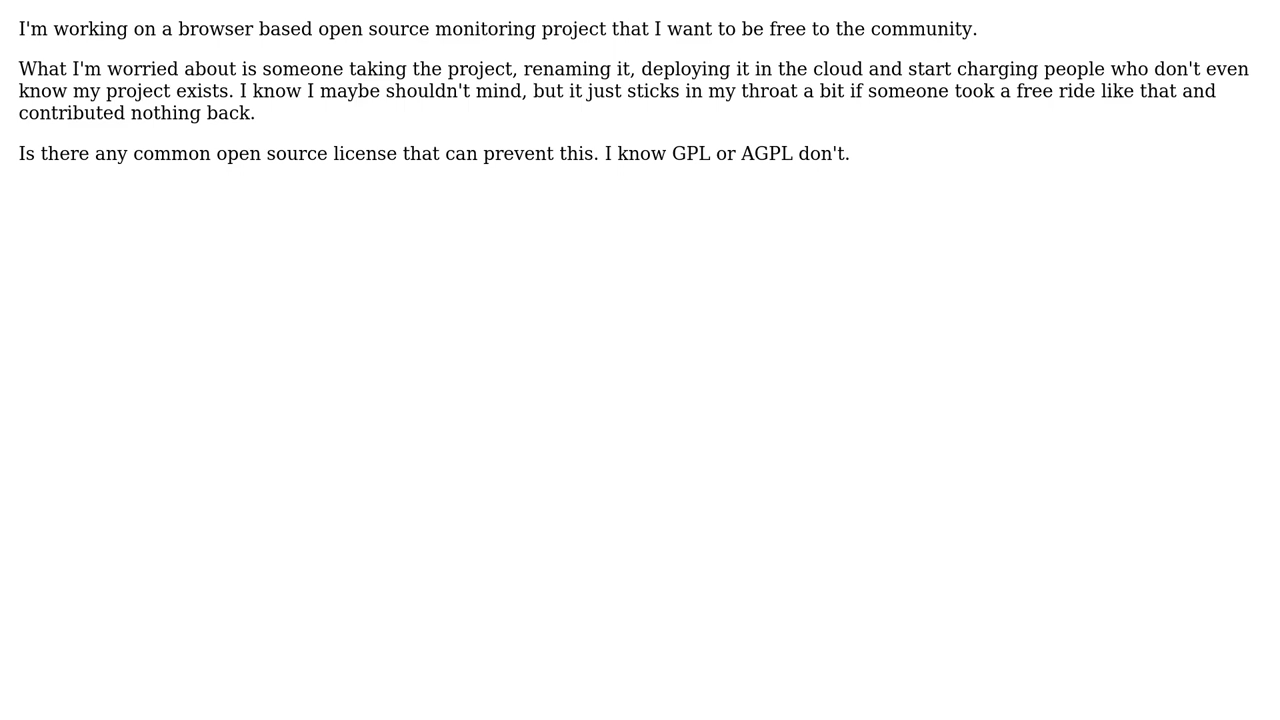 I'm working on a browser based open source monitoring project that I want to be free to the community.
What I'm worried about is someone taking the project, renaming it, deploying it in the cloud and start charging people who don't even
know my project exists. I know I maybe shouldn't mind, but it just sticks in my throat a bit if someone took a free ride like that and
contributed nothing back.
Is there any common open source license that can prevent this. I know GPL or AGPL don't.